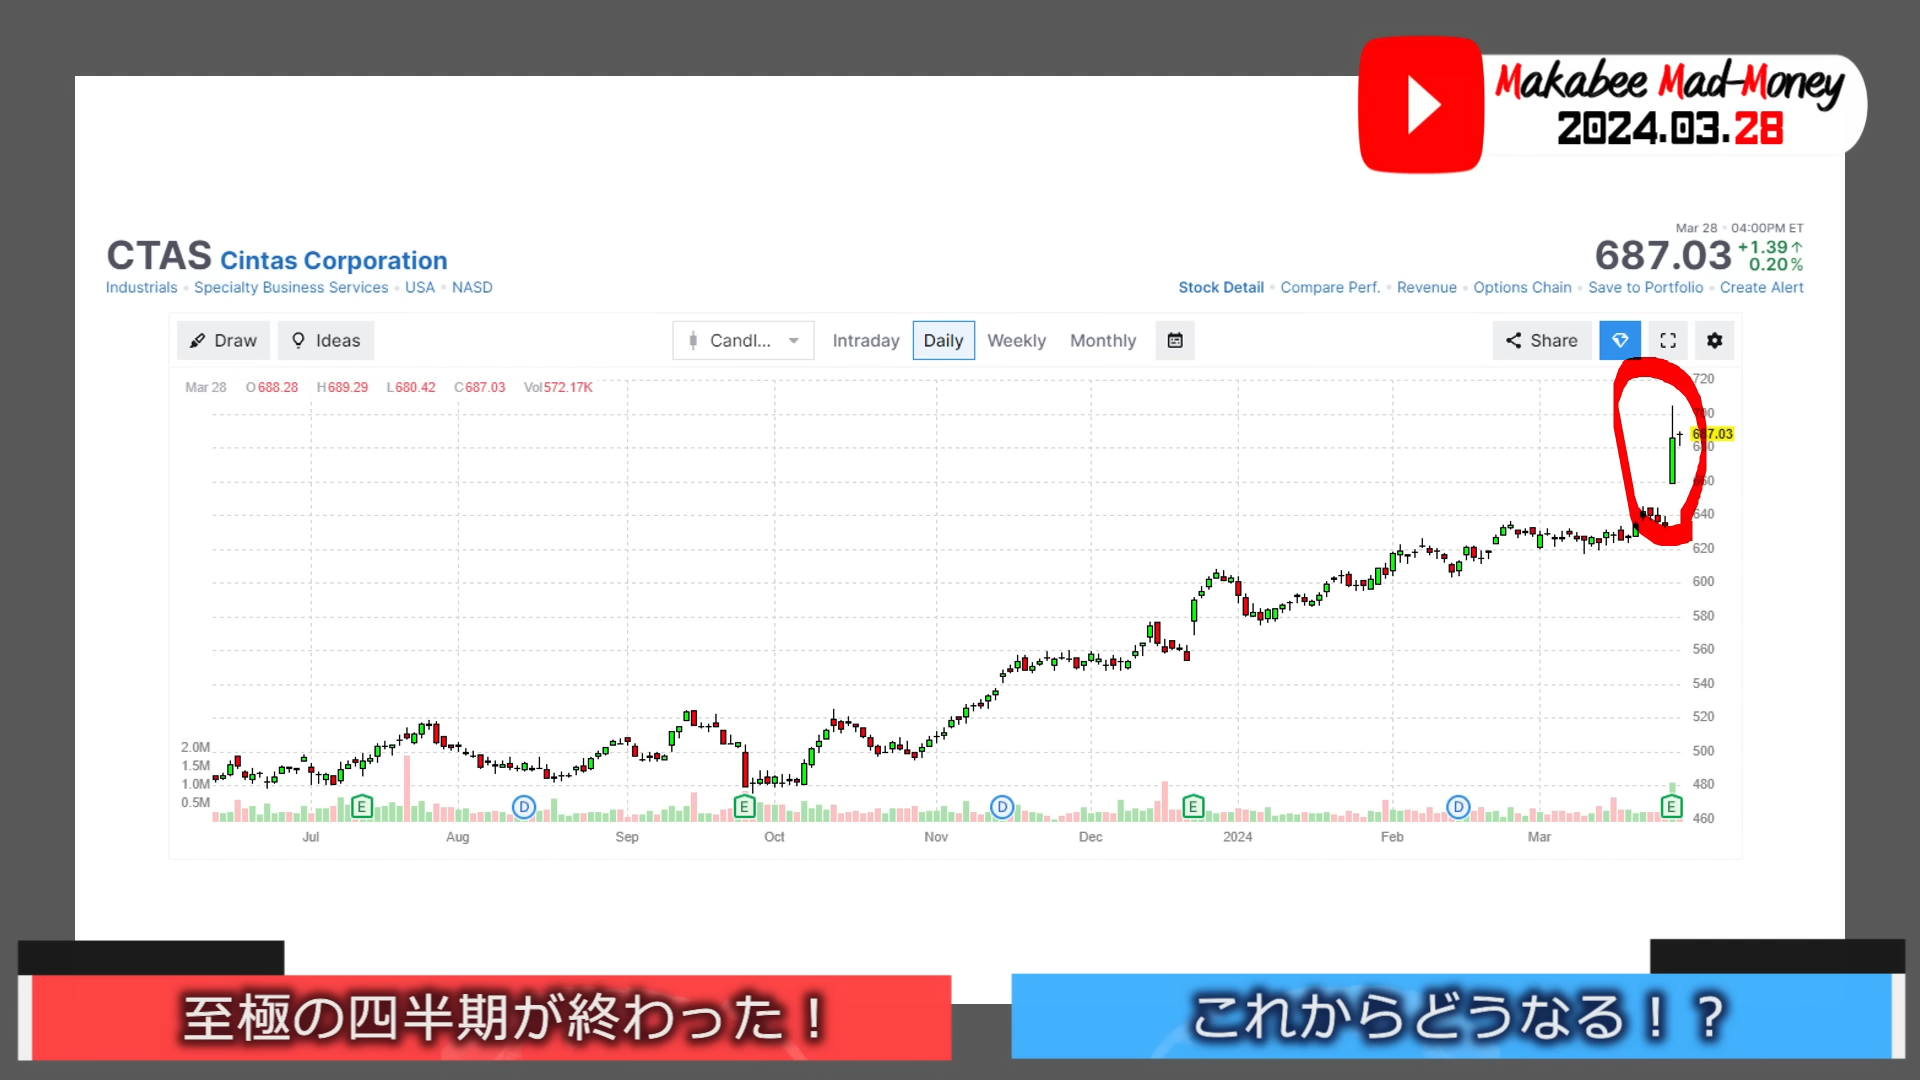 Makabee Mad-Money
2024.03.28
Mar 28 • 04:00PM ET
CTAS Cintas Corporation
687.03 +1.39↑ 0.20%
Industrials • Specialty Business Services • USA • NASD
Stock Detail • Compare Perf. • Revenue • Options Chain • Save to Portfolio • Create Alert
Draw Ideas Candl... Intraday Daily Weekly Monthly Share
Mar 28 O688.28 H689.29 L680.42 C687.03 Vol572.17K
720
687.03
640
620
600
580
560
540
520
500
480
460
2.0M
1.5M
1.0M
0.5M
E D E D E D E
Jul Aug Sep Oct Nov Dec 2024 Feb Mar
至極の四半期が終わった！
これからどうなる！？